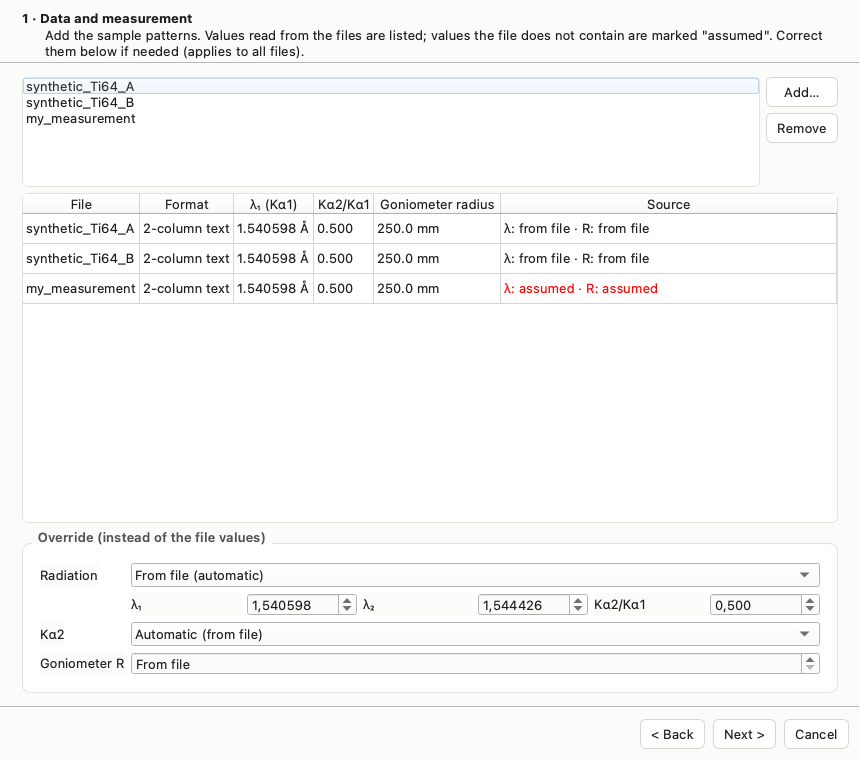 1 · Data and measurement
Add the sample patterns. Values read from the files are listed; values the file does not contain are marked "assumed". Correct
them below if needed (applies to all files).
synthetic_Ti64_A
synthetic_Ti64_B
my_measurement
Add...
Remove
File Format λ₁ (Kα1) Kα2/Kα1 Goniometer radius Source
synthetic_Ti64_A 2-column text 1.540598 Å 0.500 250.0 mm λ: from file · R: from file
synthetic_Ti64_B 2-column text 1.540598 Å 0.500 250.0 mm λ: from file · R: from file
my_measurement 2-column text 1.540598 Å 0.500 250.0 mm λ: assumed · R: assumed
Override (instead of the file values)
Radiation From file (automatic)
λ₁ 1,540598 λ₂ 1,544426 Kα2/Kα1 0,500
Kα2 Automatic (from file)
Goniometer R From file
< Back Next > Cancel